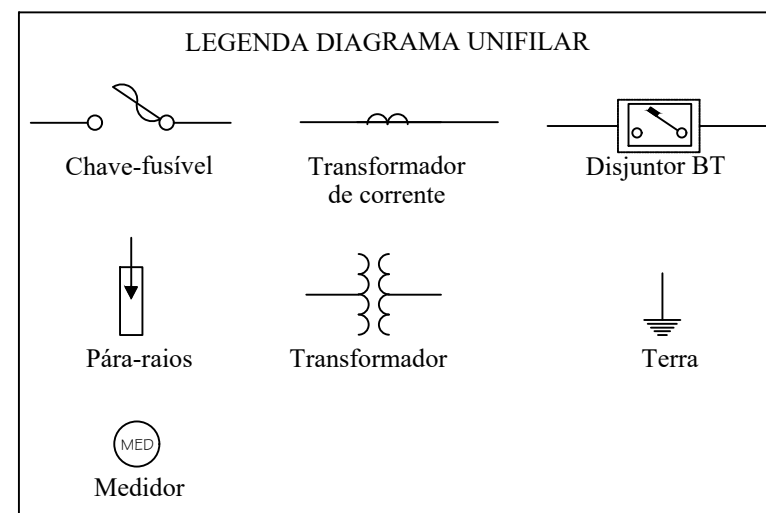 LEGENDA DIAGRAMA UNIFILAR
Chave-fusível
Transformador
de corrente
Disjuntor BT
Pára-raios
Transformador
Terra
MED
Medidor